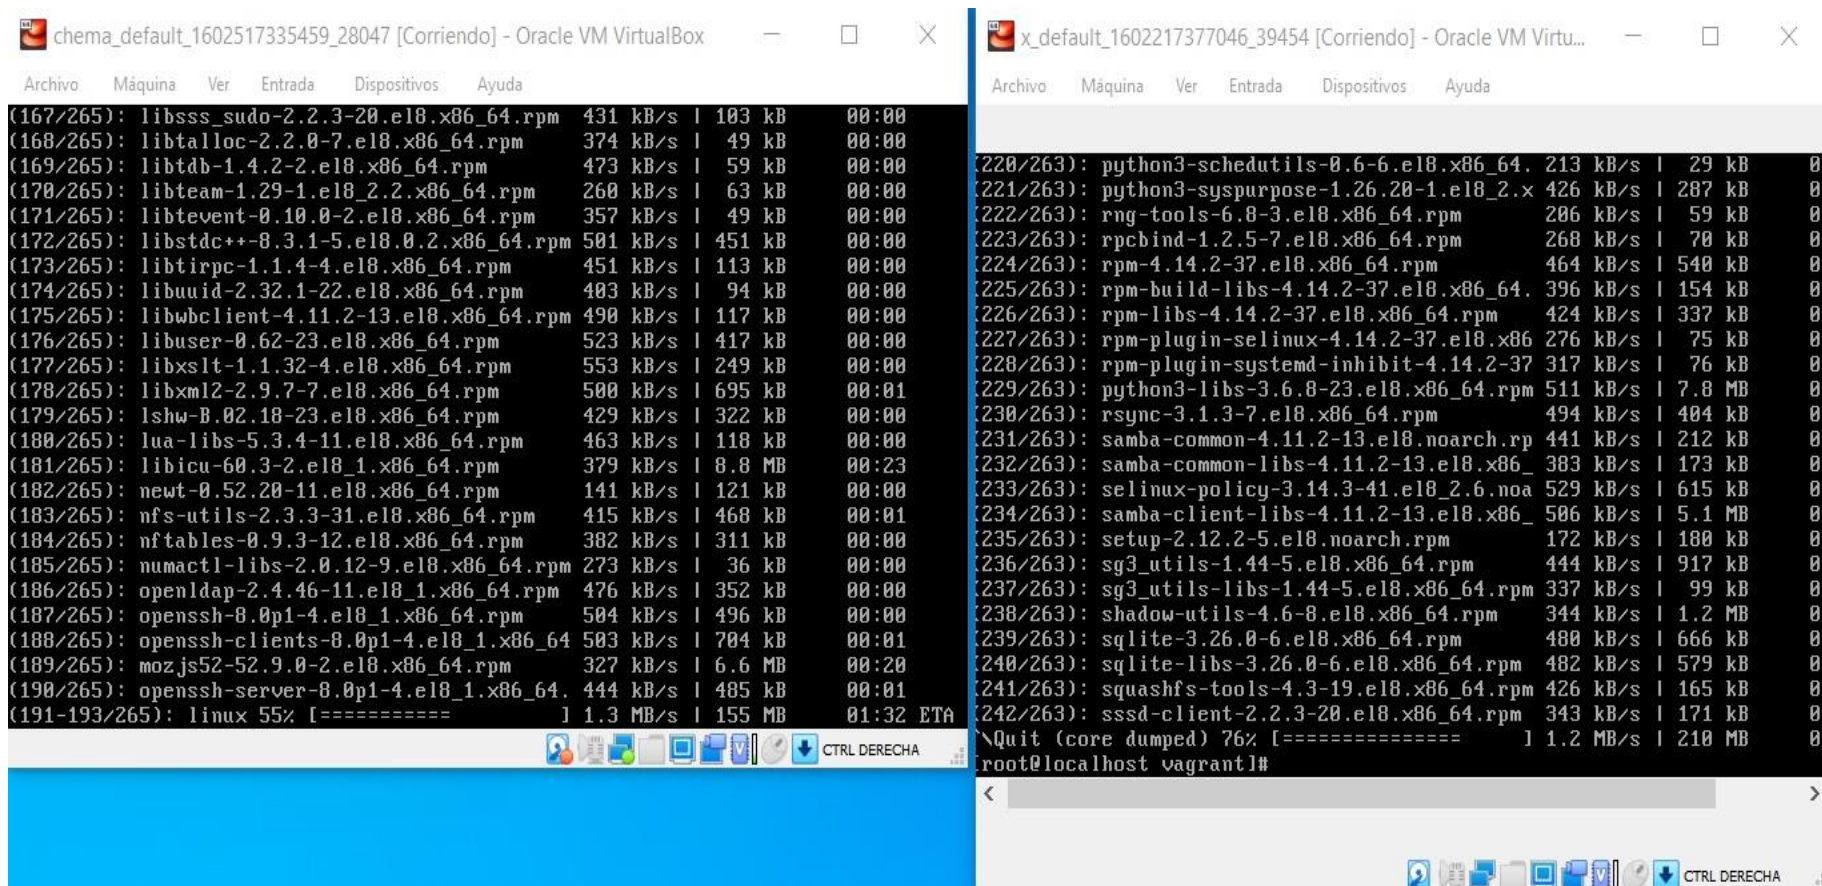 chema_default_1602517335459_28047 [Corriendo] - Oracle VM VirtualBox
Archivo Máquina Ver Entrada Dispositivos Ayuda
(167/265): libsss_sudo-2.2.3-20.el8.x86_64.rpm 431 kB/s | 103 kB 00:00
(168/265): libtalloc-2.2.0-7.el8.x86_64.rpm 374 kB/s | 49 kB 00:00
(169/265): libtdb-1.4.2-2.el8.x86_64.rpm 473 kB/s | 59 kB 00:00
(170/265): libteam-1.29-1.el8_2.2.x86_64.rpm 260 kB/s | 63 kB 00:00
(171/265): libtevent-0.10.0-2.el8.x86_64.rpm 357 kB/s | 49 kB 00:00
(172/265): libstdc++-8.3.1-5.el8.0.2.x86_64.rpm 501 kB/s | 451 kB 00:00
(173/265): libtirpc-1.1.4-4.el8.x86_64.rpm 451 kB/s | 113 kB 00:00
(174/265): libuuid-2.32.1-22.el8.x86_64.rpm 403 kB/s | 94 kB 00:00
(175/265): libwbclient-4.11.2-13.el8.x86_64.rpm 490 kB/s | 117 kB 00:00
(176/265): libuser-0.62-23.el8.x86_64.rpm 523 kB/s | 417 kB 00:00
(177/265): libxslt-1.1.32-4.el8.x86_64.rpm 553 kB/s | 249 kB 00:00
(178/265): libxml2-2.9.7-7.el8.x86_64.rpm 500 kB/s | 695 kB 00:01
(179/265): lshw-B.02.18-23.el8.x86_64.rpm 429 kB/s | 322 kB 00:00
(180/265): lua-libs-5.3.4-11.el8.x86_64.rpm 463 kB/s | 118 kB 00:00
(181/265): libicu-60.3-2.el8_1.x86_64.rpm 379 kB/s | 8.8 MB 00:23
(182/265): newt-0.52.20-11.el8.x86_64.rpm 141 kB/s | 121 kB 00:00
(183/265): nfs-utils-2.3.3-31.el8.x86_64.rpm 415 kB/s | 468 kB 00:01
(184/265): nftables-0.9.3-12.el8.x86_64.rpm 382 kB/s | 311 kB 00:00
(185/265): numactl-libs-2.0.12-9.el8.x86_64.rpm 273 kB/s | 36 kB 00:00
(186/265): openldap-2.4.46-11.el8_1.x86_64.rpm 476 kB/s | 352 kB 00:00
(187/265): openssh-8.0p1-4.el8_1.x86_64.rpm 504 kB/s | 496 kB 00:00
(188/265): openssh-clients-8.0p1-4.el8_1.x86_64 503 kB/s | 704 kB 00:01
(189/265): mozjs52-52.9.0-2.el8.x86_64.rpm 327 kB/s | 6.6 MB 00:20
(190/265): openssh-server-8.0p1-4.el8_1.x86_64. 444 kB/s | 485 kB 00:01
(191-193/265): linux 55% [=========== ] 1.3 MB/s | 155 MB 01:32 ETA
CTRL DERECHA
x_default_1602217377046_39454 [Corriendo] - Oracle VM Virtu...
Archivo Máquina Ver Entrada Dispositivos Ayuda
(220/263): python3-schedutils-0.6-6.el8.x86_64. 213 kB/s | 29 kB 0
(221/263): python3-syspurpose-1.26.20-1.el8_2.x 426 kB/s | 287 kB 0
(222/263): rng-tools-6.8-3.el8.x86_64.rpm 206 kB/s | 59 kB 0
(223/263): rpcbind-1.2.5-7.el8.x86_64.rpm 268 kB/s | 70 kB 0
(224/263): rpm-4.14.2-37.el8.x86_64.rpm 464 kB/s | 540 kB 0
(225/263): rpm-build-libs-4.14.2-37.el8.x86_64. 396 kB/s | 154 kB 0
(226/263): rpm-libs-4.14.2-37.el8.x86_64.rpm 424 kB/s | 337 kB 0
(227/263): rpm-plugin-selinux-4.14.2-37.el8.x86 276 kB/s | 75 kB 0
(228/263): rpm-plugin-systemd-inhibit-4.14.2-37 317 kB/s | 76 kB 0
(229/263): python3-libs-3.6.8-23.el8.x86_64.rpm 511 kB/s | 7.8 MB 0
(230/263): rsync-3.1.3-7.el8.x86_64.rpm 494 kB/s | 404 kB 0
(231/263): samba-common-4.11.2-13.el8.noarch.rp 441 kB/s | 212 kB 0
(232/263): samba-common-libs-4.11.2-13.el8.x86_ 383 kB/s | 173 kB 0
(233/263): selinux-policy-3.14.3-41.el8_2.6.noa 529 kB/s | 615 kB 0
(234/263): samba-client-libs-4.11.2-13.el8.x86_ 506 kB/s | 5.1 MB 0
(235/263): setup-2.12.2-5.el8.noarch.rpm 172 kB/s | 180 kB 0
(236/263): sg3_utils-1.44-5.el8.x86_64.rpm 444 kB/s | 917 kB 0
(237/263): sg3_utils-libs-1.44-5.el8.x86_64.rpm 337 kB/s | 99 kB 0
(238/263): shadow-utils-4.6-8.el8.x86_64.rpm 344 kB/s | 1.2 MB 0
(239/263): sqlite-3.26.0-6.el8.x86_64.rpm 480 kB/s | 666 kB 0
(240/263): sqlite-libs-3.26.0-6.el8.x86_64.rpm 482 kB/s | 579 kB 0
(241/263): squashfs-tools-4.3-19.el8.x86_64.rpm 426 kB/s | 165 kB 0
(242/263): sssd-client-2.2.3-20.el8.x86_64.rpm 343 kB/s | 171 kB 0
^\Quit (core dumped) 76% [=============== ] 1.2 MB/s | 210 MB 0
[root@localhost vagrant]#
CTRL DERECHA